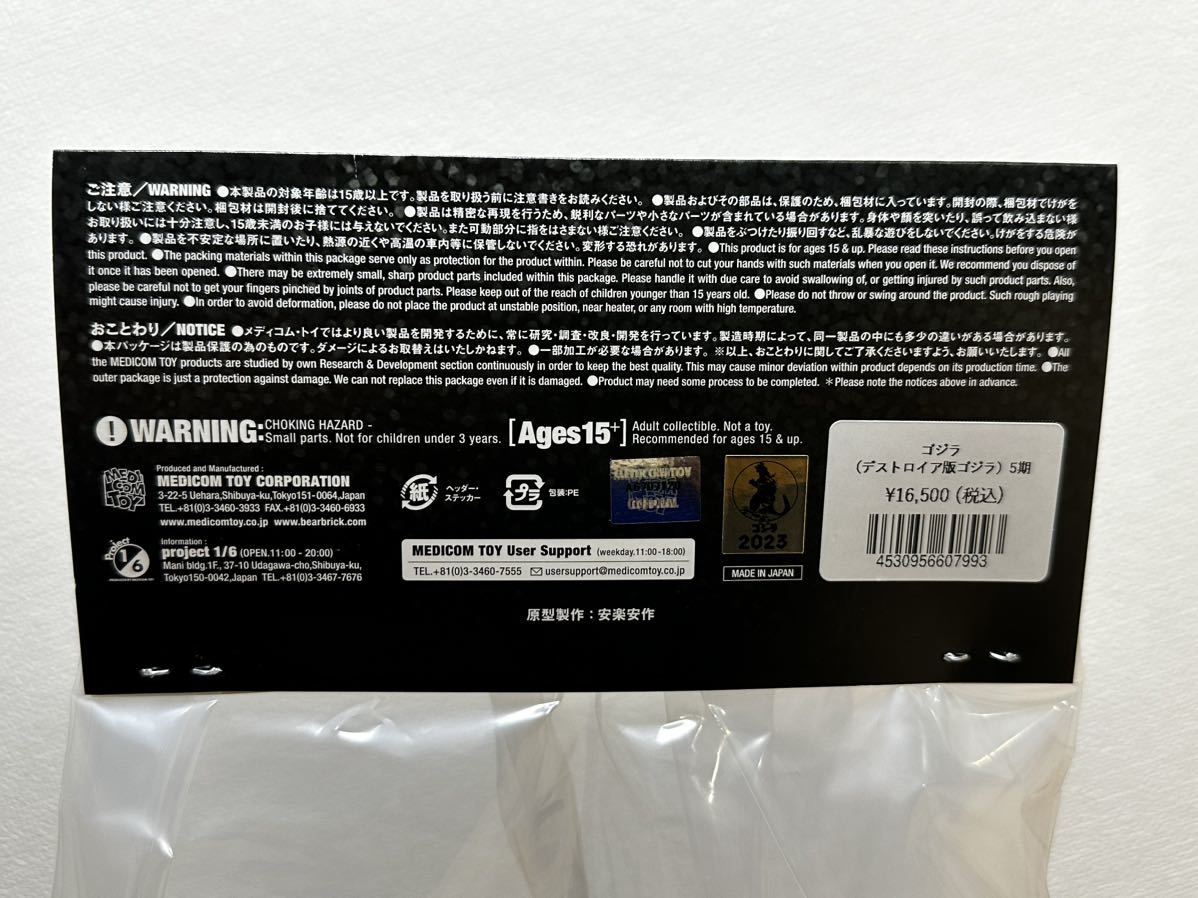 ご注意/WARNING ●本製品の対象年齢は15歳以上です。製品を取り扱う前に注意書きをお読みください。 ●製品およびその部品は、保護のため、梱包材に入っています。開封の際、梱包材でけがを
しない様ご注意ください。梱包材は開封後に捨ててください。 ●製品は精密な再現を行うため、鋭利なパーツや小さなパーツが含まれている場合があります。身体や顔を突いたり、誤って飲み込まない様
お取り扱いには十分注意し、15歳未満のお子様には与えないでください。また可動部分に指をはさまない様ご注意ください。 ●製品をぶつけたり振り回すなど、乱暴な遊びをしないでください。けがをする危険が
あります。 ●製品を不安定な場所に置いたり、熱源の近くや高温の車内等に保管しないでください。変形する恐れがあります。 ●This product is for ages 15 & up. Please read these instructions before you open
this product. ●The packing materials within this package serve only as protection for the product within. Please be careful not to cut your hands with such materials when you open it. We recommend you dispose of
it once it has been opened. ●There may be extremely small, sharp product parts included within this package. Please handle it with due care to avoid swallowing of, or getting injured by such product parts. Also,
please be careful not to get your fingers pinched by joints of product parts. Please keep out of the reach of children younger than 15 years old. ●Please do not throw or swing around the product. Such rough playing
might cause injury. ●In order to avoid deformation, please do not place the product at unstable position, near heater, or any room with high temperature.
おことわり/NOTICE ●メディコム・トイではより良い製品を開発するために、常に研究・調査・改良・開発を行っています。製造時期によって、同一製品の中にも多少の違いがある場合があります。
●本パッケージは製品保護の為のものです。ダメージによるお取替えはいたしかねます。 ●一部加工が必要な場合があります。 ※以上、おことわりに関してご了承くださいますよう、お願いいたします。 ●All
the MEDICOM TOY products are studied by own Research & Development section continuously in order to keep the best quality. This may cause minor deviation within product depends on its production time. ●The
outer package is just a protection against damage. We can not replace this package even if it is damaged. ●Product may need some process to be completed. ＊Please note the notices above in advance.
WARNING: CHOKING HAZARD -
Small parts. Not for children under 3 years.
[Ages15+] Adult collectible. Not a toy.
Recommended for ages 15 & up.
MEDI
COM
TOY
Produced and Manufactured :
MEDICOM TOY CORPORATION
3-22-5 Uehara,Shibuya-ku,Tokyo151-0064,Japan
TEL.+81(0)3-3460-3933 FAX.+81(0)3-3460-6933
www.medicomtoy.co.jp www.bearbrick.com
紙 ヘッダー・
ステッカー
プラ 包装:PE
Project
1/6
PRODUCED BY MEDICOM TOY
Information :
project 1/6 (OPEN.11:00 - 20:00)
Mani bldg.1F, 37-10 Udagawa-cho,Shibuya-ku,
Tokyo150-0042,Japan TEL.+81(0)3-3467-7676
MEDICOM TOY User Support (weekday.11:00-18:00)
TEL.+81(0)3-3460-7555 usersupport@medicomtoy.co.jp
ゴジラ
2023
MADE IN JAPAN
ゴジラ
(デストロイア版ゴジラ) 5期
¥16,500 (税込)
4530956607993
原型製作：安楽安作